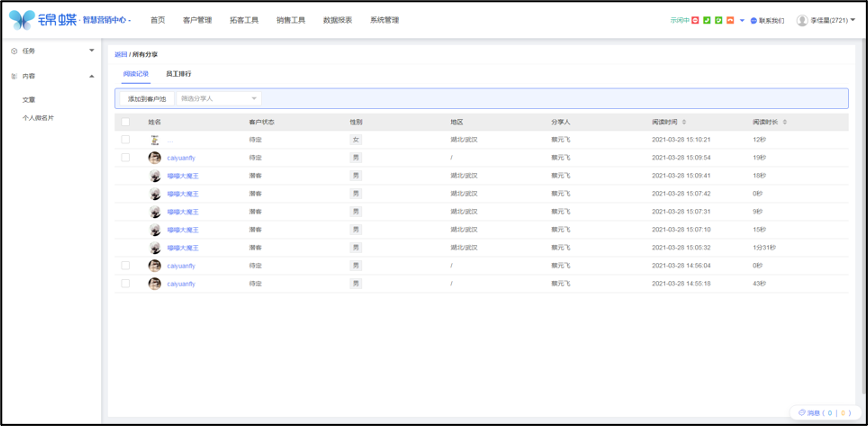 锦蝶 · 智慧营销中心 · 首页 客户管理 拓客工具 销售工具 数据报表 系统管理 示闲中 联系我们 李佳星(2721)
任务
内容
文章
个人微名片
返回 / 所有分享
阅读记录 员工排行
添加到客户池 筛选分享人
姓名 客户状态 性别 地区 分享人 阅读时间 阅读时长
.. 待定 女 湖北/武汉 蔡元飞 2021-03-28 15:10:21 12秒
caiyuanfly 待定 男 / 蔡元飞 2021-03-28 15:09:54 19秒
嘻嘻大魔王 潜客 男 湖北/武汉 蔡元飞 2021-03-28 15:09:41 18秒
嘻嘻大魔王 潜客 男 湖北/武汉 蔡元飞 2021-03-28 15:07:42 0秒
嘻嘻大魔王 潜客 男 湖北/武汉 蔡元飞 2021-03-28 15:07:31 9秒
嘻嘻大魔王 潜客 男 湖北/武汉 蔡元飞 2021-03-28 15:07:10 15秒
嘻嘻大魔王 潜客 男 湖北/武汉 蔡元飞 2021-03-28 15:05:32 1分31秒
caiyuanfly 待定 男 / 蔡元飞 2021-03-28 14:56:04 0秒
caiyuanfly 待定 男 / 蔡元飞 2021-03-28 14:55:18 43秒
消息 ( 0 | 0 )